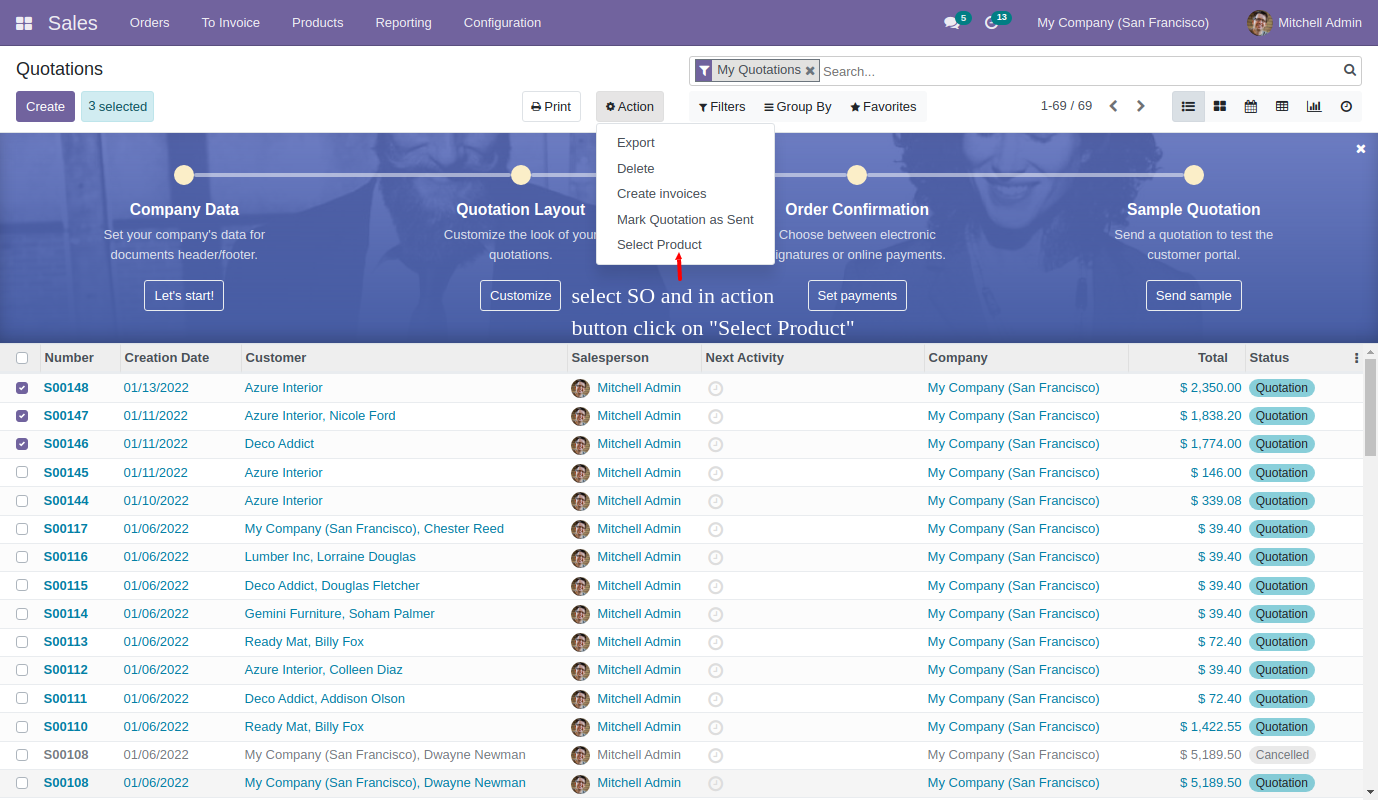 Sales Orders To Invoice Products Reporting Configuration 5 13 My Company (San Francisco) Mitchell Admin
Quotations My Quotations Search...
Create 3 selected Print Action Filters Group By Favorites 1-69 / 69
Export
Delete
Create invoices
Mark Quotation as Sent
Select Product
Company Data
Set your company's data for
documents header/footer.
Let's start!
Quotation Layout
Customize the look of your
quotations.
Customize
Order Confirmation
Choose between electronic
ignatures or online payments.
Set payments
Sample Quotation
Send a quotation to test the
customer portal.
Send sample
select SO and in action
button click on "Select Product"
Number Creation Date Customer Salesperson Next Activity Company Total Status
S00148 01/13/2022 Azure Interior Mitchell Admin My Company (San Francisco) $ 2,350.00 Quotation
S00147 01/11/2022 Azure Interior, Nicole Ford Mitchell Admin My Company (San Francisco) $ 1,838.20 Quotation
S00146 01/11/2022 Deco Addict Mitchell Admin My Company (San Francisco) $ 1,774.00 Quotation
S00145 01/11/2022 Azure Interior Mitchell Admin My Company (San Francisco) $ 146.00 Quotation
S00144 01/10/2022 Azure Interior Mitchell Admin My Company (San Francisco) $ 339.08 Quotation
S00117 01/06/2022 My Company (San Francisco), Chester Reed Mitchell Admin My Company (San Francisco) $ 39.40 Quotation
S00116 01/06/2022 Lumber Inc, Lorraine Douglas Mitchell Admin My Company (San Francisco) $ 39.40 Quotation
S00115 01/06/2022 Deco Addict, Douglas Fletcher Mitchell Admin My Company (San Francisco) $ 39.40 Quotation
S00114 01/06/2022 Gemini Furniture, Soham Palmer Mitchell Admin My Company (San Francisco) $ 39.40 Quotation
S00113 01/06/2022 Ready Mat, Billy Fox Mitchell Admin My Company (San Francisco) $ 72.40 Quotation
S00112 01/06/2022 Azure Interior, Colleen Diaz Mitchell Admin My Company (San Francisco) $ 39.40 Quotation
S00111 01/06/2022 Deco Addict, Addison Olson Mitchell Admin My Company (San Francisco) $ 72.40 Quotation
S00110 01/06/2022 Ready Mat, Billy Fox Mitchell Admin My Company (San Francisco) $ 1,422.55 Quotation
S00108 01/06/2022 My Company (San Francisco), Dwayne Newman Mitchell Admin My Company (San Francisco) $ 5,189.50 Cancelled
S00108 01/06/2022 My Company (San Francisco), Dwayne Newman Mitchell Admin My Company (San Francisco) $ 5,189.50 Quotation